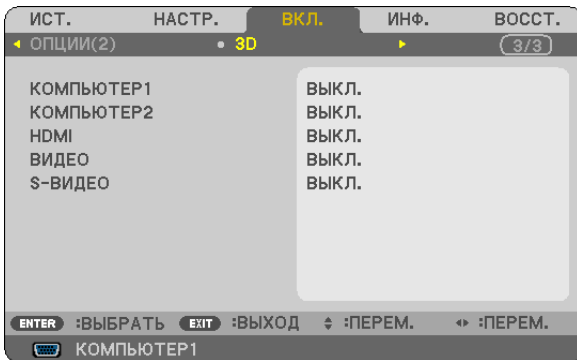 ИСТ. НАСТР. ВКЛ. ИНФ. ВОССТ.
ОПЦИИ(2) 3D 3/3
КОМПЬЮТЕР1 ВЫКЛ.
КОМПЬЮТЕР2 ВЫКЛ.
HDMI ВЫКЛ.
ВИДЕО ВЫКЛ.
S-ВИДЕО ВЫКЛ.
ENTER :ВЫБРАТЬ EXIT :ВЫХОД :ПЕРЕМ. :ПЕРЕМ.
КОМПЬЮТЕР1